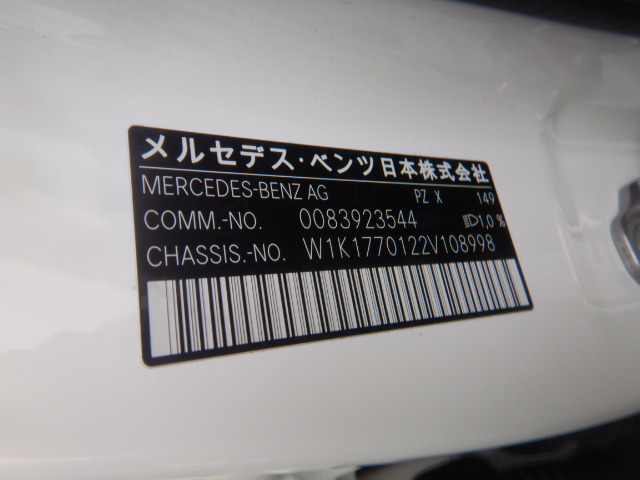 メルセデス・ベンツ日本株式会社
MERCEDES-BENZ AG PZ X 149
COMM.-NO. 0083923544 1,0 %
CHASSIS.-NO. W1K1770122V108998